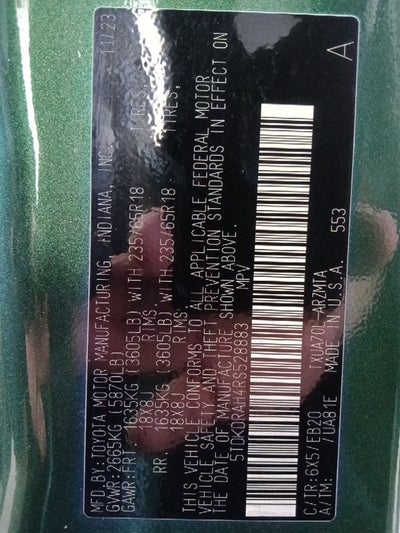 MFD.BY:TOYOTA MOTOR MANUFACTURING, INDIANA, INC. 11/23
GVWR:2665KG(5870LB)
GAWR:FRT. 1635KG (3605LB) WITH 235/65R18 TIRES,
18X8J RIMS
RR. 1635KG (3605LB) WITH 235/65R18 TIRES,
18X8J RIMS
THIS VEHICLE CONFORMS TO ALL APPLICABLE FEDERAL MOTOR
VEHICLE SAFETY AND THEFT PREVENTION STANDARDS IN EFFECT ON
THE DATE OF MANUFACTURE SHOWN ABOVE.
5TDKDRAH4RS528883 MPV
C/TR:6X5/EB20 TXUA70L-ARZMTA 553
A/TM: /UA81E MADE IN U.S.A.
A